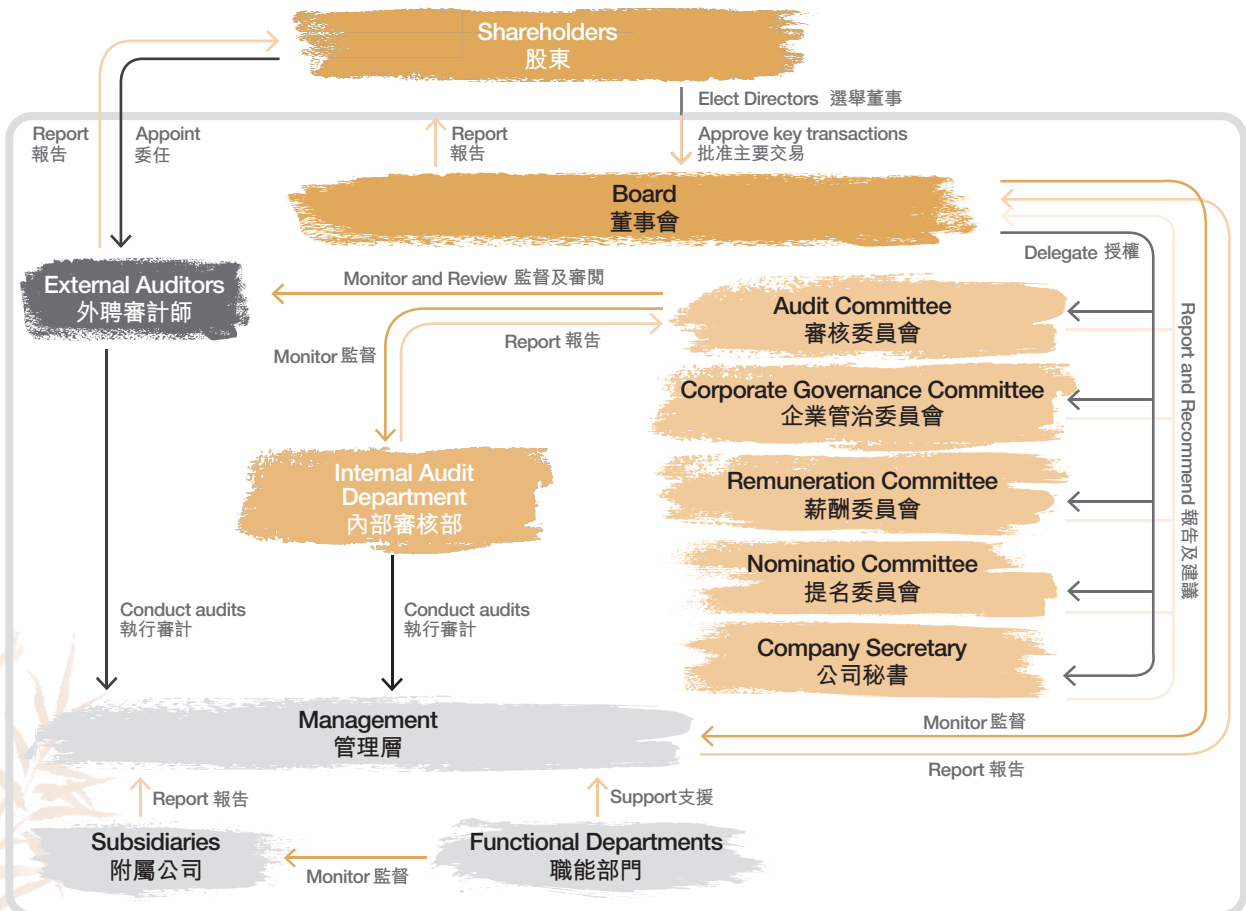 Shareholders
股東
Elect Directors 選舉董事
Report
報告
Appoint
委任
Report
報告
Approve key transactions
批准主要交易
Board
董事會
Delegate 授權
External Auditors
外聘審計師
Monitor and Review 監督及審閱
Audit Committee
審核委員會
Monitor 監督
Report 報告
Report and Recommend 報告及建議
Corporate Governance Committee
企業管治委員會
Internal Audit
Department
內部審核部
Remuneration Committee
薪酬委員會
Nominatio Committee
提名委員會
Conduct audits
執行審計
Conduct audits
執行審計
Company Secretary
公司秘書
Management
管理層
Monitor 監督
Report 報告
Report 報告
Support支援
Subsidiaries
附屬公司
Monitor 監督
Functional Departments
職能部門